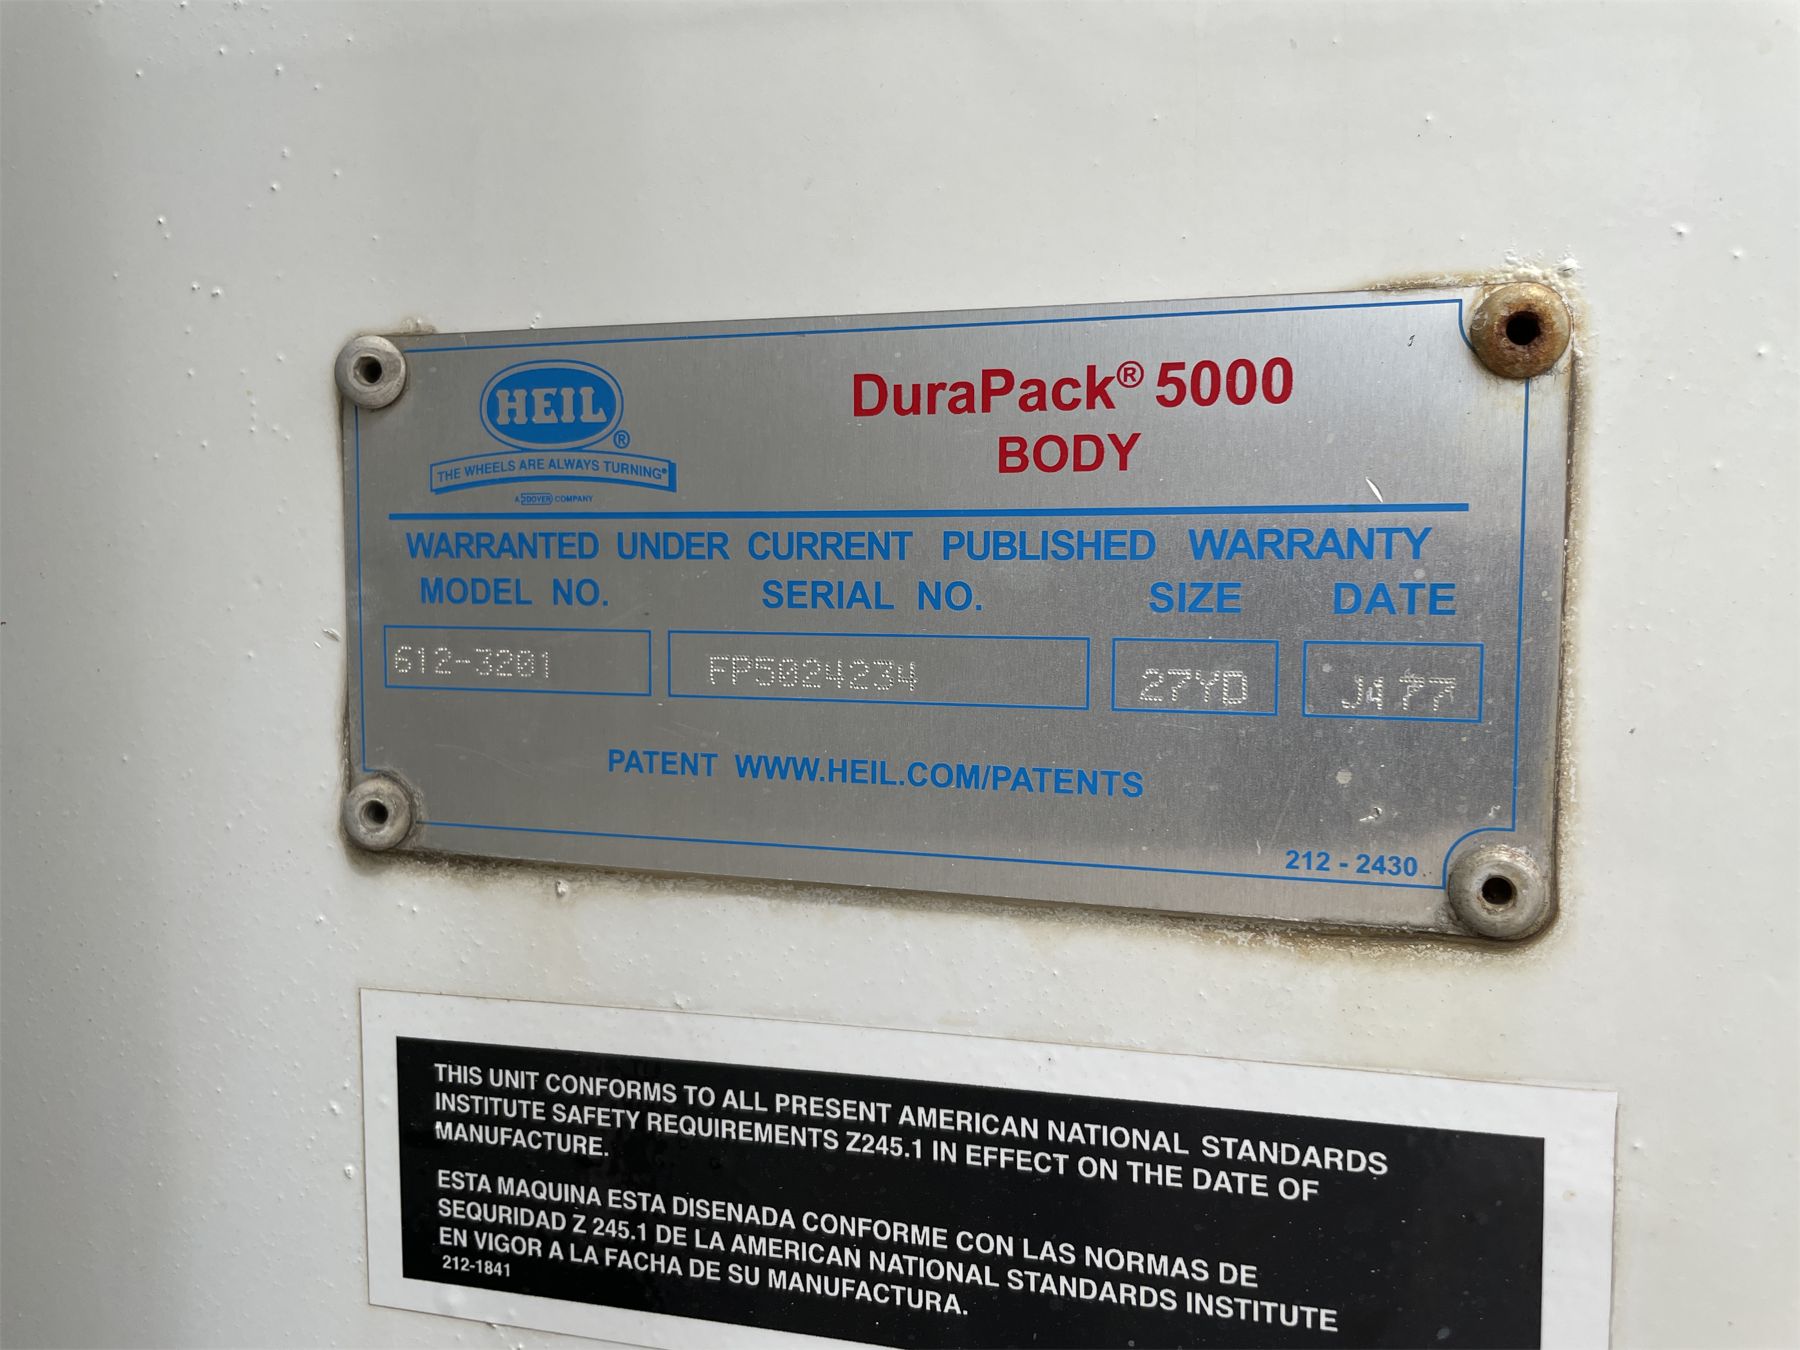 HEIL®
THE WHEELS ARE ALWAYS TURNING®
A DOVER COMPANY
DuraPack® 5000
BODY
WARRANTED UNDER CURRENT PUBLISHED WARRANTY
MODEL NO. SERIAL NO. SIZE DATE
612-3201 FP5024234 27YD J477
PATENT WWW.HEIL.COM/PATENTS
212 - 2430
THIS UNIT CONFORMS TO ALL PRESENT AMERICAN NATIONAL STANDARDS
INSTITUTE SAFETY REQUIREMENTS Z245.1 IN EFFECT ON THE DATE OF
MANUFACTURE.
ESTA MAQUINA ESTA DISENADA CONFORME CON LAS NORMAS DE
SEQURIDAD Z 245.1 DE LA AMERICAN NATIONAL STANDARDS INSTITUTE
EN VIGOR A LA FACHA DE SU MANUFACTURA.
212-1841